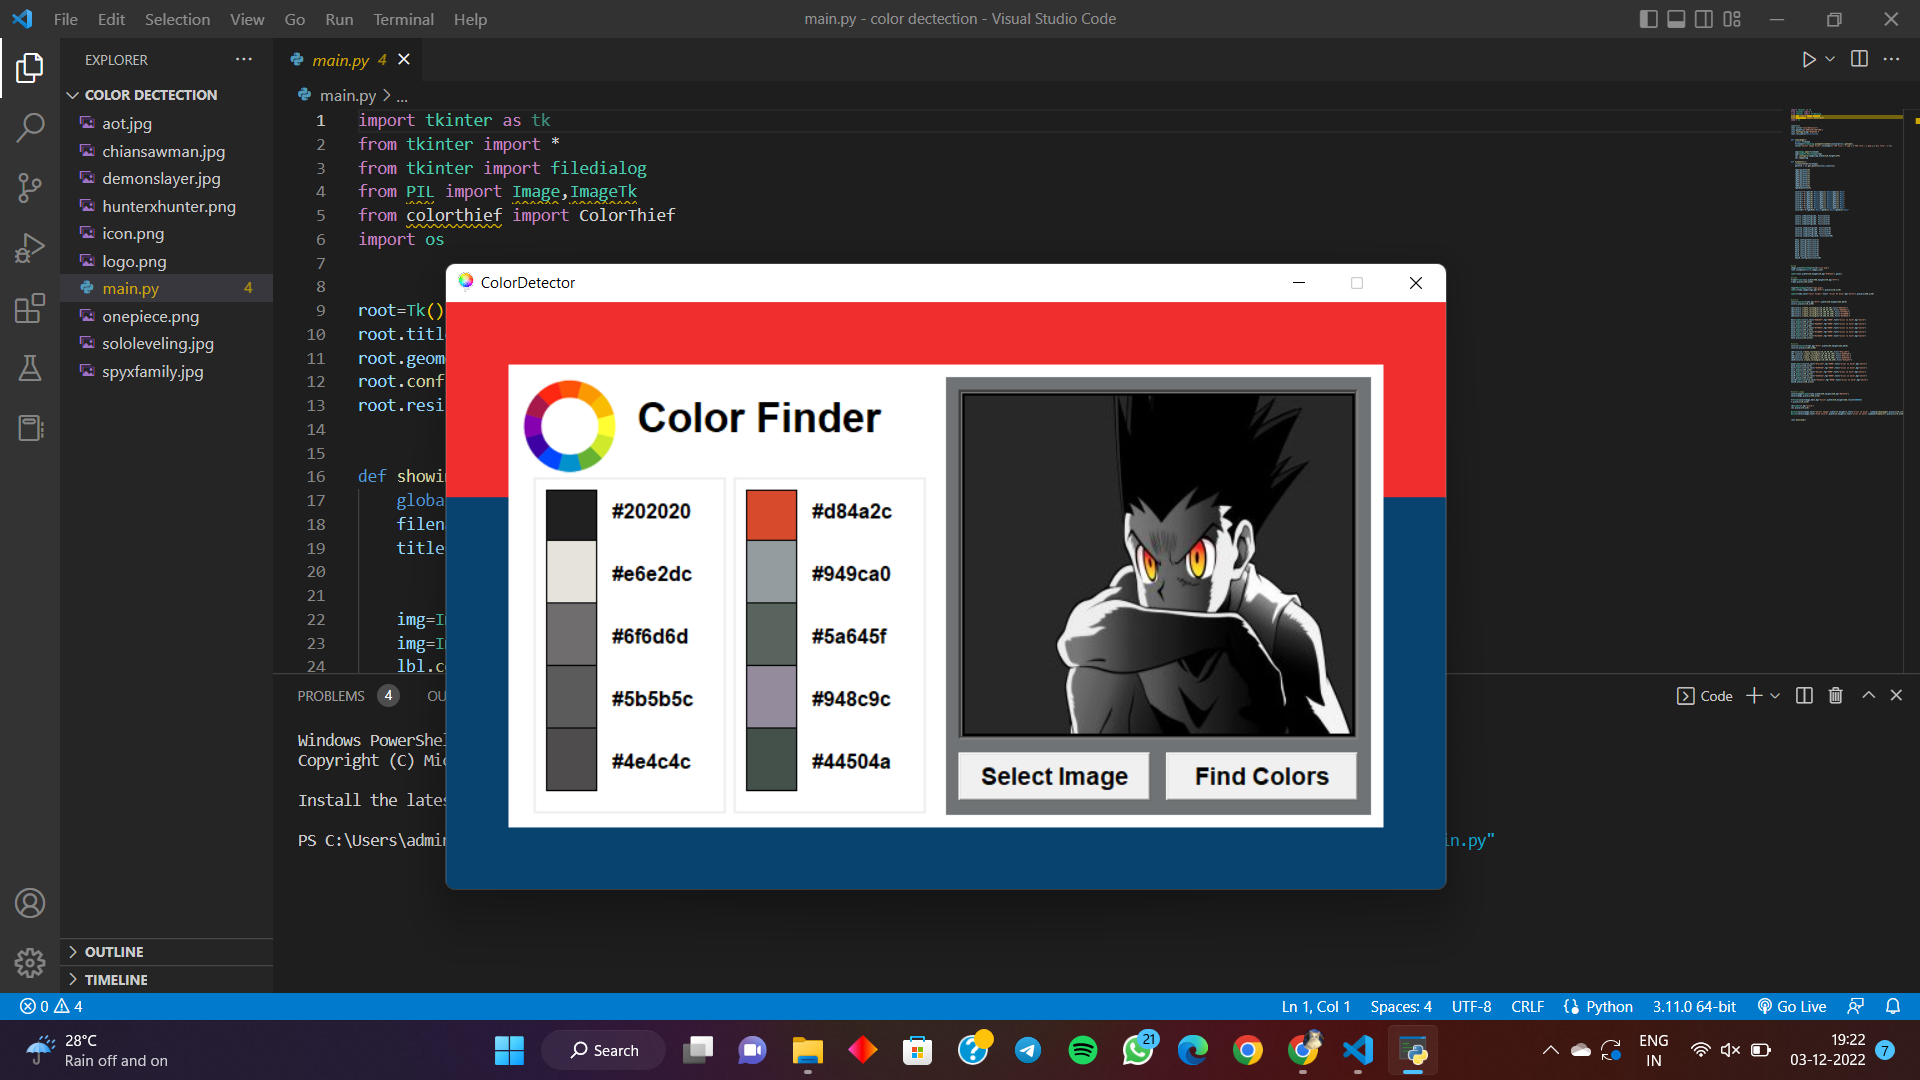 File Edit Selection View Go Run Terminal Help
main.py - color dectection - Visual Studio Code
EXPLORER
COLOR DECTECTION
aot.jpg
chiansawman.jpg
demonslayer.jpg
hunterxhunter.png
icon.png
logo.png
main.py 4
onepiece.png
sololeveling.jpg
spyxfamily.jpg
OUTLINE
TIMELINE
main.py 4
main.py > ...
1 import tkinter as tk
2 from tkinter import *
3 from tkinter import filedialog
4 from PIL import Image,ImageTk
5 from colorthief import ColorThief
6 import os
7
8
9 root=Tk()
10 root.titl
11 root.geom
12 root.conf
13 root.resi
14
15
16 def showi
17 globa
18 filen
19 title
20
21
22 img=I
23 img=I
24 lbl.c
ColorDetector
Color Finder
#202020
#e6e2dc
#6f6d6d
#5b5b5c
#4e4c4c
#d84a2c
#949ca0
#5a645f
#948c9c
#44504a
Select Image
Find Colors
PROBLEMS 4 OU
Code
Windows PowerShel
Copyright (C) Mic
Install the lates
PS C:\Users\admin
in.py"
0 4
Ln 1, Col 1 Spaces: 4 UTF-8 CRLF Python 3.11.0 64-bit Go Live
28°C
Rain off and on
Search
21
ENG
IN
19:22
03-12-2022
7